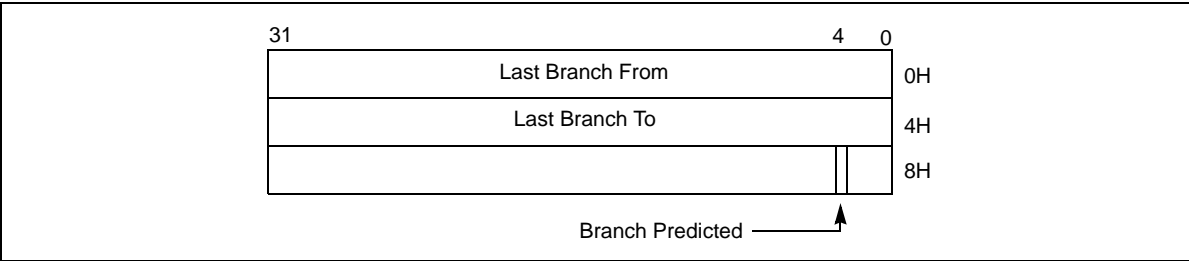 31 4 0
Last Branch From 0H
Last Branch To 4H
8H
Branch Predicted